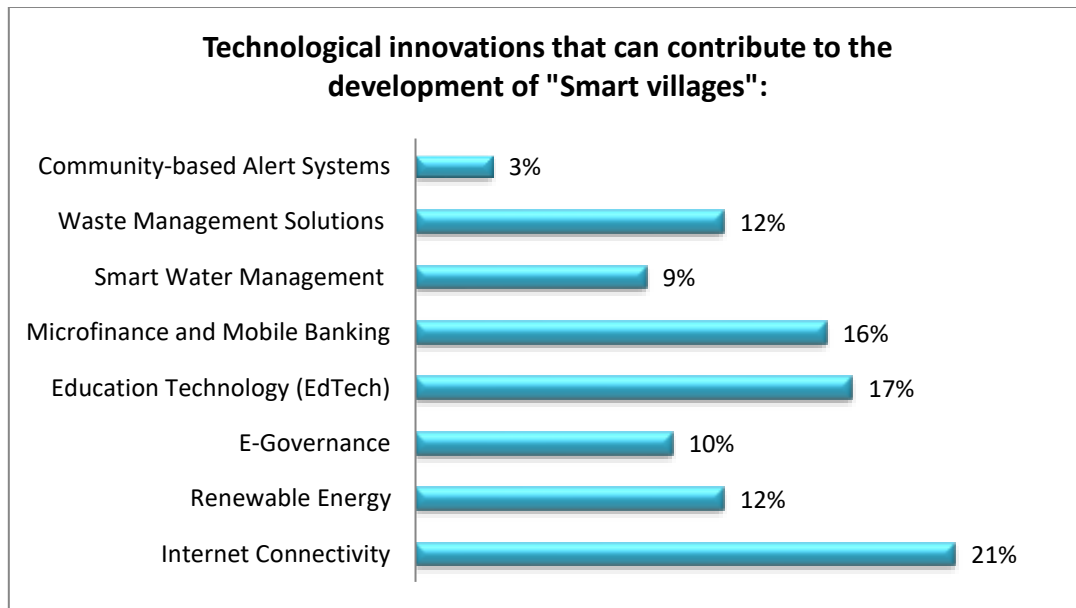 Technological innovations that can contribute to the
development of "Smart villages":
Community-based Alert Systems 3%
Waste Management Solutions 12%
Smart Water Management 9%
Microfinance and Mobile Banking 16%
Education Technology (EdTech) 17%
E-Governance 10%
Renewable Energy 12%
Internet Connectivity 21%